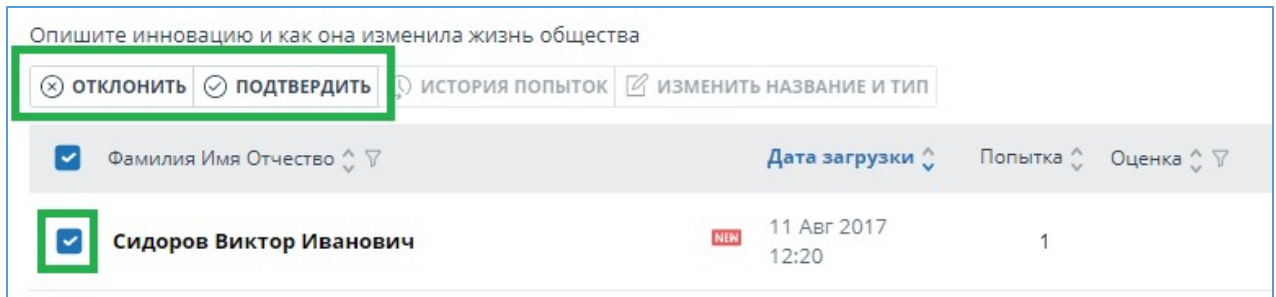 Опишите инновацию и как она изменила жизнь общества
ОТКЛОНИТЬ ПОДТВЕРДИТЬ ИСТОРИЯ ПОПЫТОК ИЗМЕНИТЬ НАЗВАНИЕ И ТИП
Фамилия Имя Отчество Дата загрузки Попытка Оценка
Сидоров Виктор Иванович NEW 11 Авг 2017 1
12:20